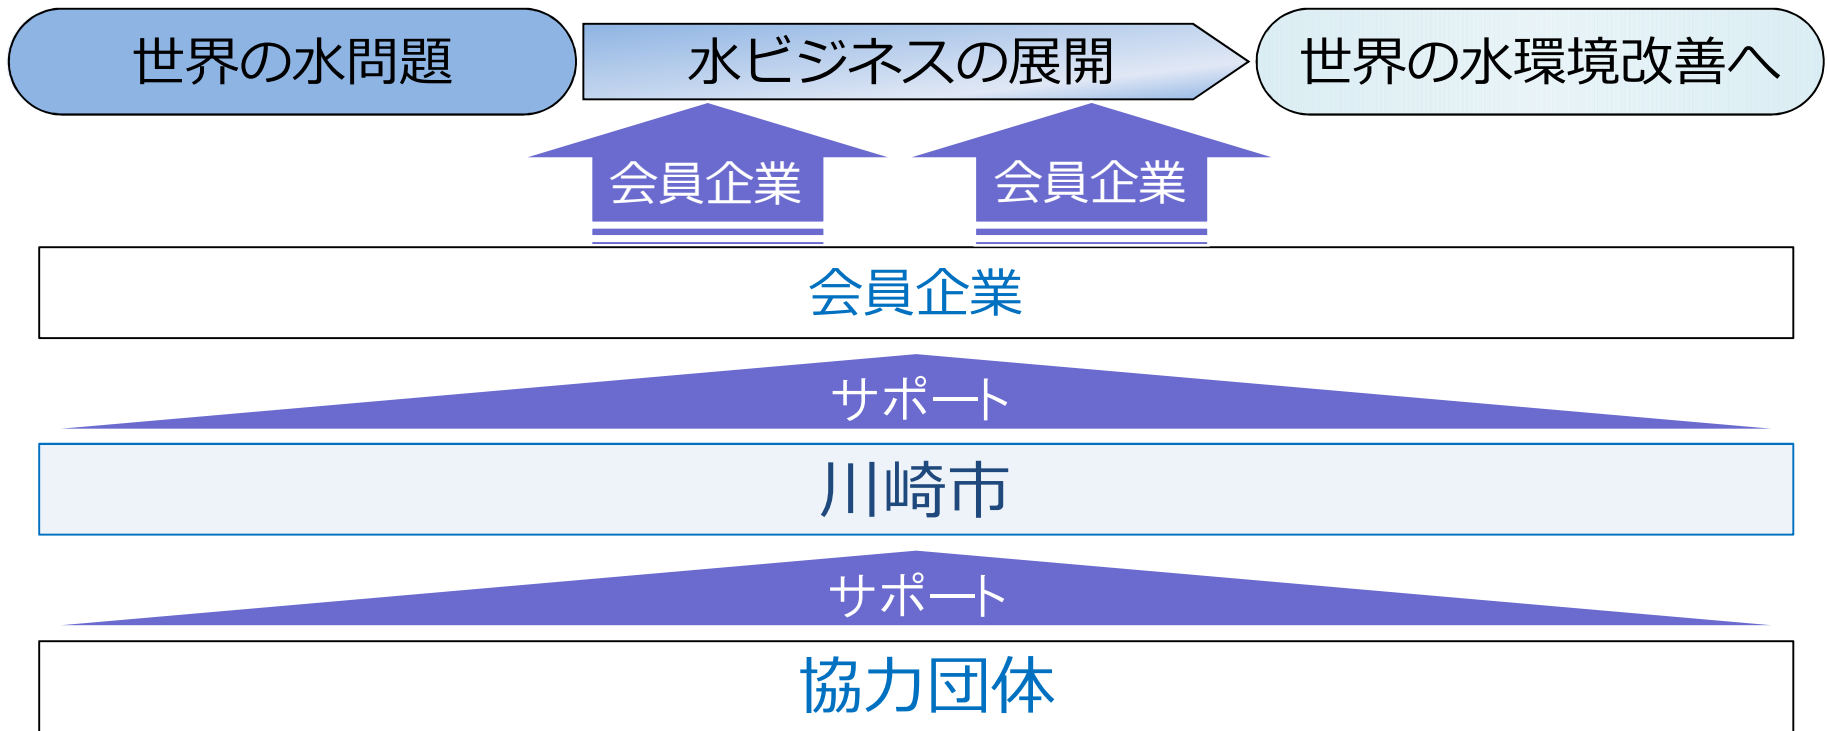 世界の水問題
水ビジネスの展開
世界の水環境改善へ
会員企業
会員企業
会員企業
サポート
川崎市
サポート
協力団体